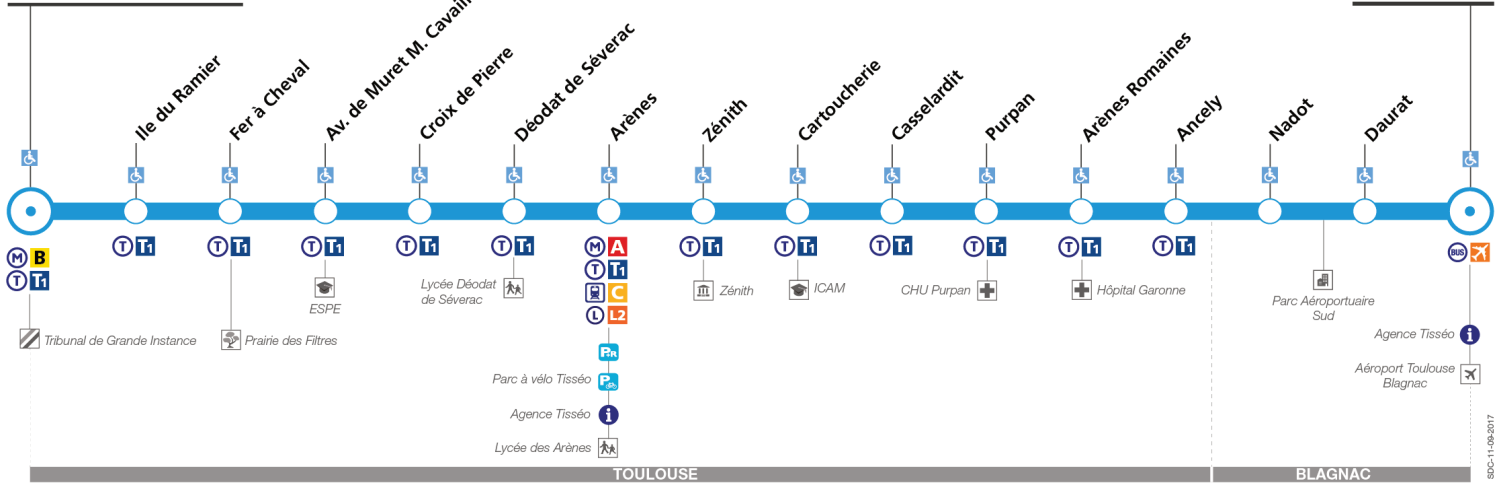 Ile du Ramier
Fer à Cheval
Av. de Muret M.
Croix de Pierre
Déodat de Séverac
Arènes
Zénith
Cartoucherie
Casselardit
Purpan
Arènes Romaines
Ancely
Nadot
Daurat
M B
T T1
T T1
T T1
T T1
T T1
T T1
M A
T T1
C
L L2
T T1
T T1
T T1
T T1
T T1
T T1
BUS
Tribunal de Grande Instance
Prairie des Filtres
ESPE
Lycée Déodat
de Séverac
P+R
Parc à vélo Tisséo
P
Agence Tisséo
i
Lycée des Arènes
Zénith
ICAM
CHU Purpan
Hôpital Garonne
Parc Aéroportuaire
Sud
Agence Tisséo
i
Aéroport Toulouse
Blagnac
TOULOUSE
BLAGNAC
SDC-11-09-2017